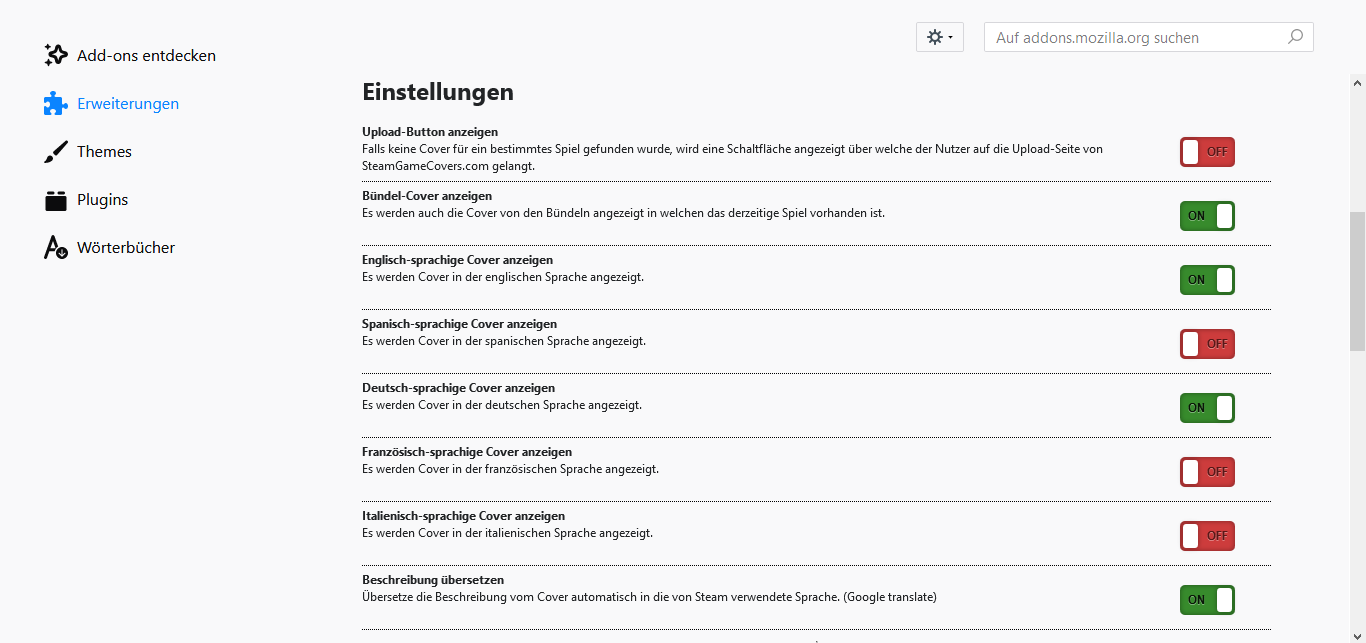 Add-ons entdecken
Erweiterungen
Themes
Plugins
Wörterbücher
Auf addons.mozilla.org suchen
Einstellungen
Upload-Button anzeigen
Falls keine Cover für ein bestimmtes Spiel gefunden wurde, wird eine Schaltfläche angezeigt über welche der Nutzer auf die Upload-Seite von
SteamGameCovers.com gelangt.
OFF
Bündel-Cover anzeigen
Es werden auch die Cover von den Bündeln angezeigt in welchen das derzeitige Spiel vorhanden ist.
ON
Englisch-sprachige Cover anzeigen
Es werden Cover in der englischen Sprache angezeigt.
ON
Spanisch-sprachige Cover anzeigen
Es werden Cover in der spanischen Sprache angezeigt.
OFF
Deutsch-sprachige Cover anzeigen
Es werden Cover in der deutschen Sprache angezeigt.
ON
Französisch-sprachige Cover anzeigen
Es werden Cover in der französischen Sprache angezeigt.
OFF
Italienisch-sprachige Cover anzeigen
Es werden Cover in der italienischen Sprache angezeigt.
OFF
Beschreibung übersetzen
Übersetze die Beschreibung vom Cover automatisch in die von Steam verwendete Sprache. (Google translate)
ON